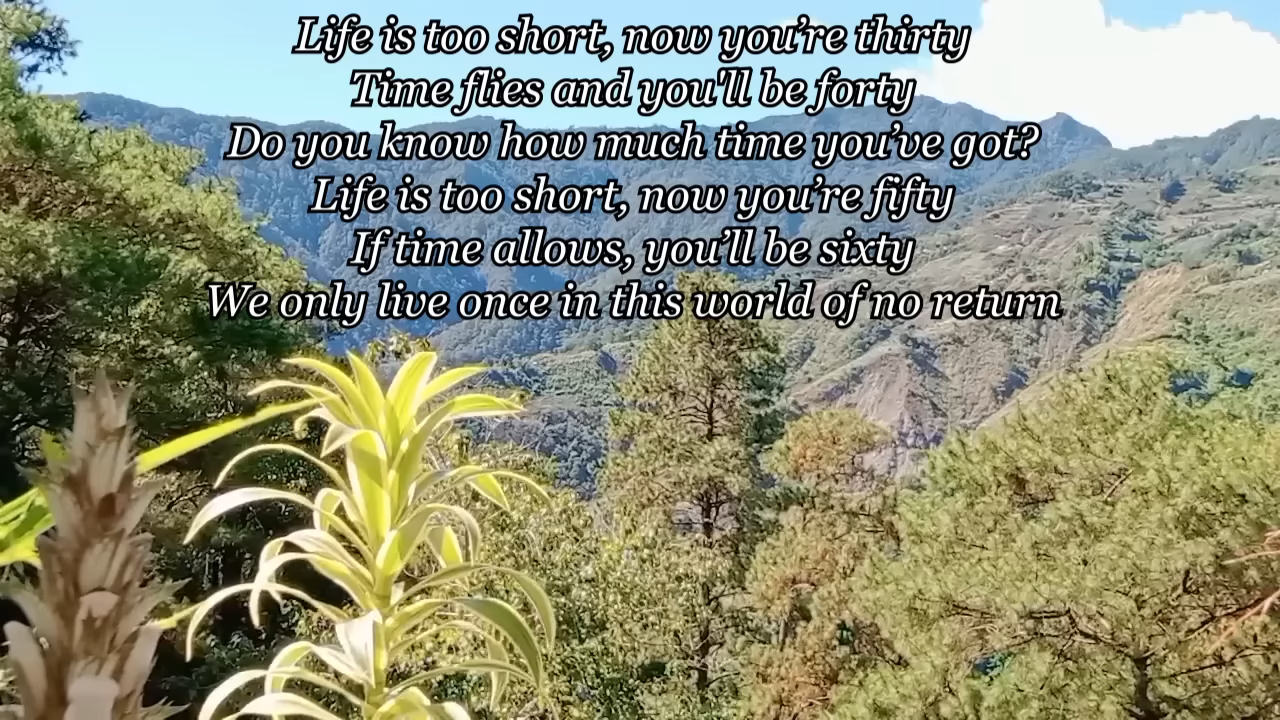 Life is too short, now you’re thirty
Time flies and you'll be forty
Do you know how much time you’ve got?
Life is too short, now you’re fifty
If time allows, you’ll be sixty
We only live once in this world of no return